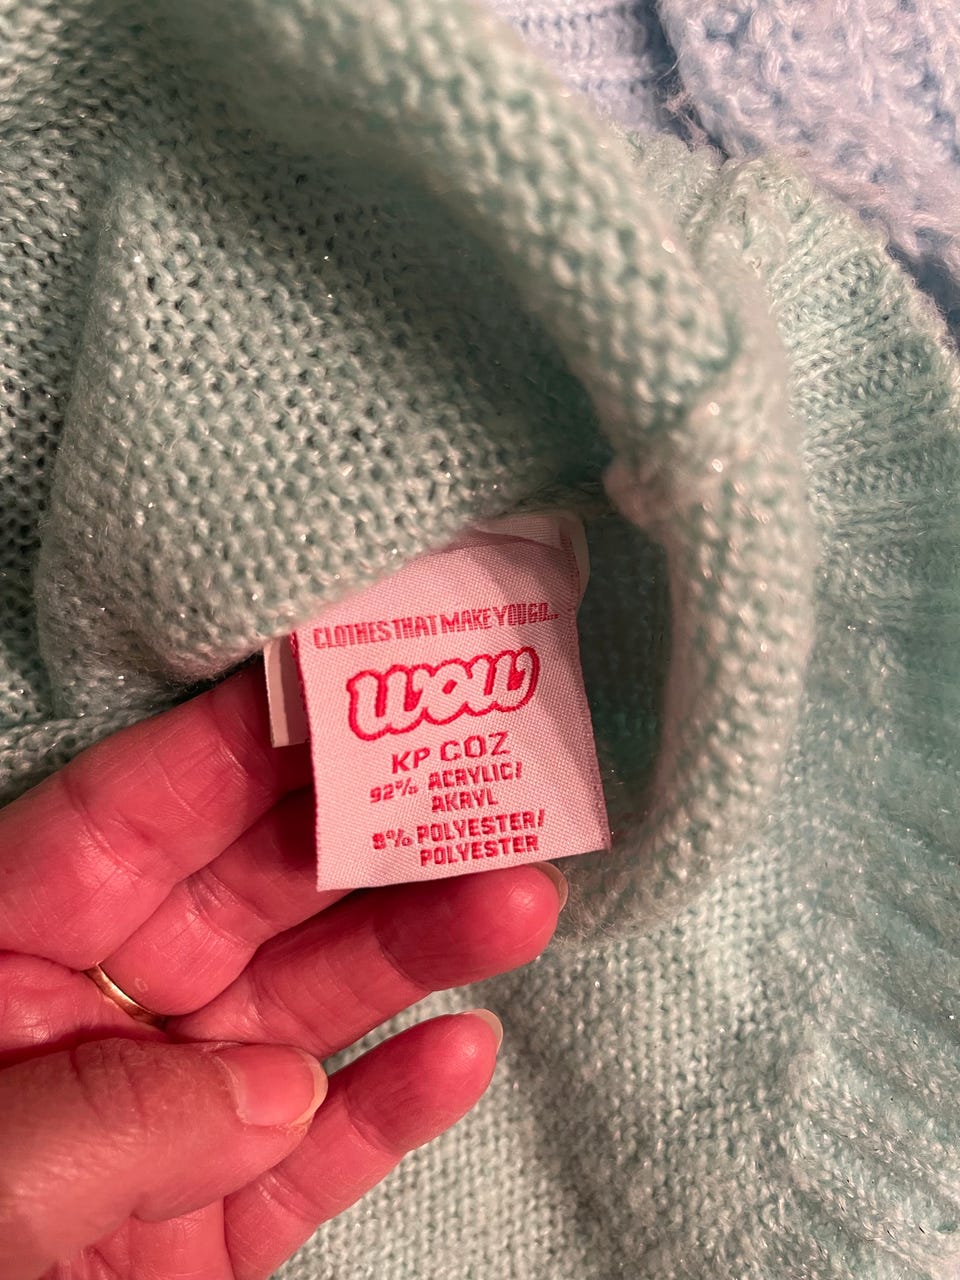 CLOTHES THAT MAKE YOU GO...
WOW
KP COZ
92% ACRYLIC/
AKRYL
8% POLYESTER/
POLYESTER